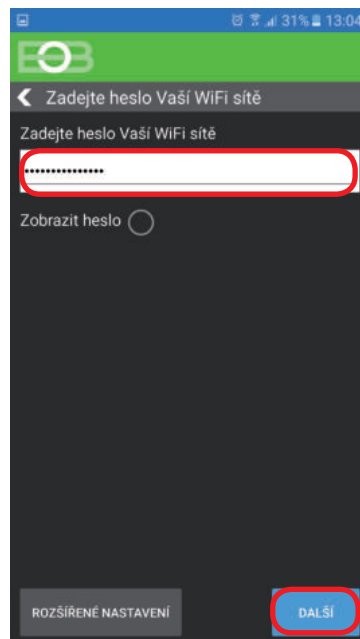 31% 13:04
EOB
Zadejte heslo Vaší WiFi sítě
Zadejte heslo Vaší WiFi sítě
•••••••••••••••
Zobrazit heslo
ROZŠÍŘENÉ NASTAVENÍ
DALŠÍ